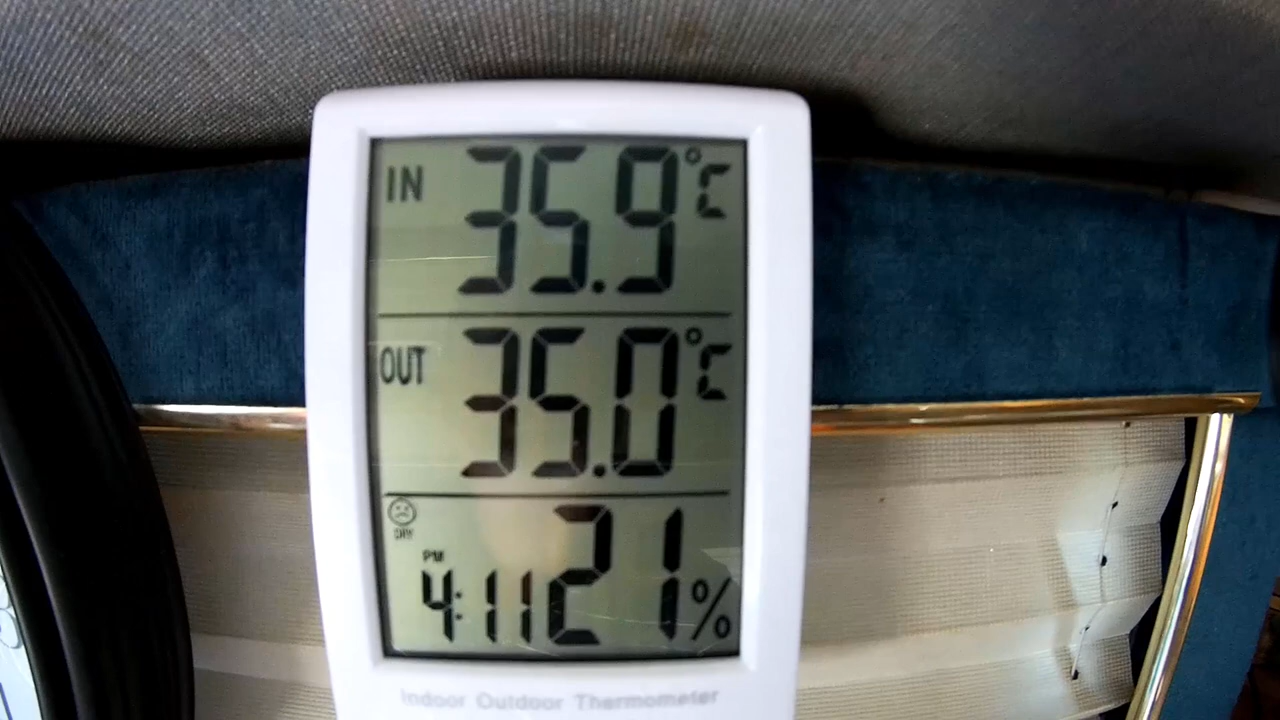 IN 35.9°C
OUT 35.0°C
DRY
PM
4:11 21%
Indoor Outdoor Thermometer